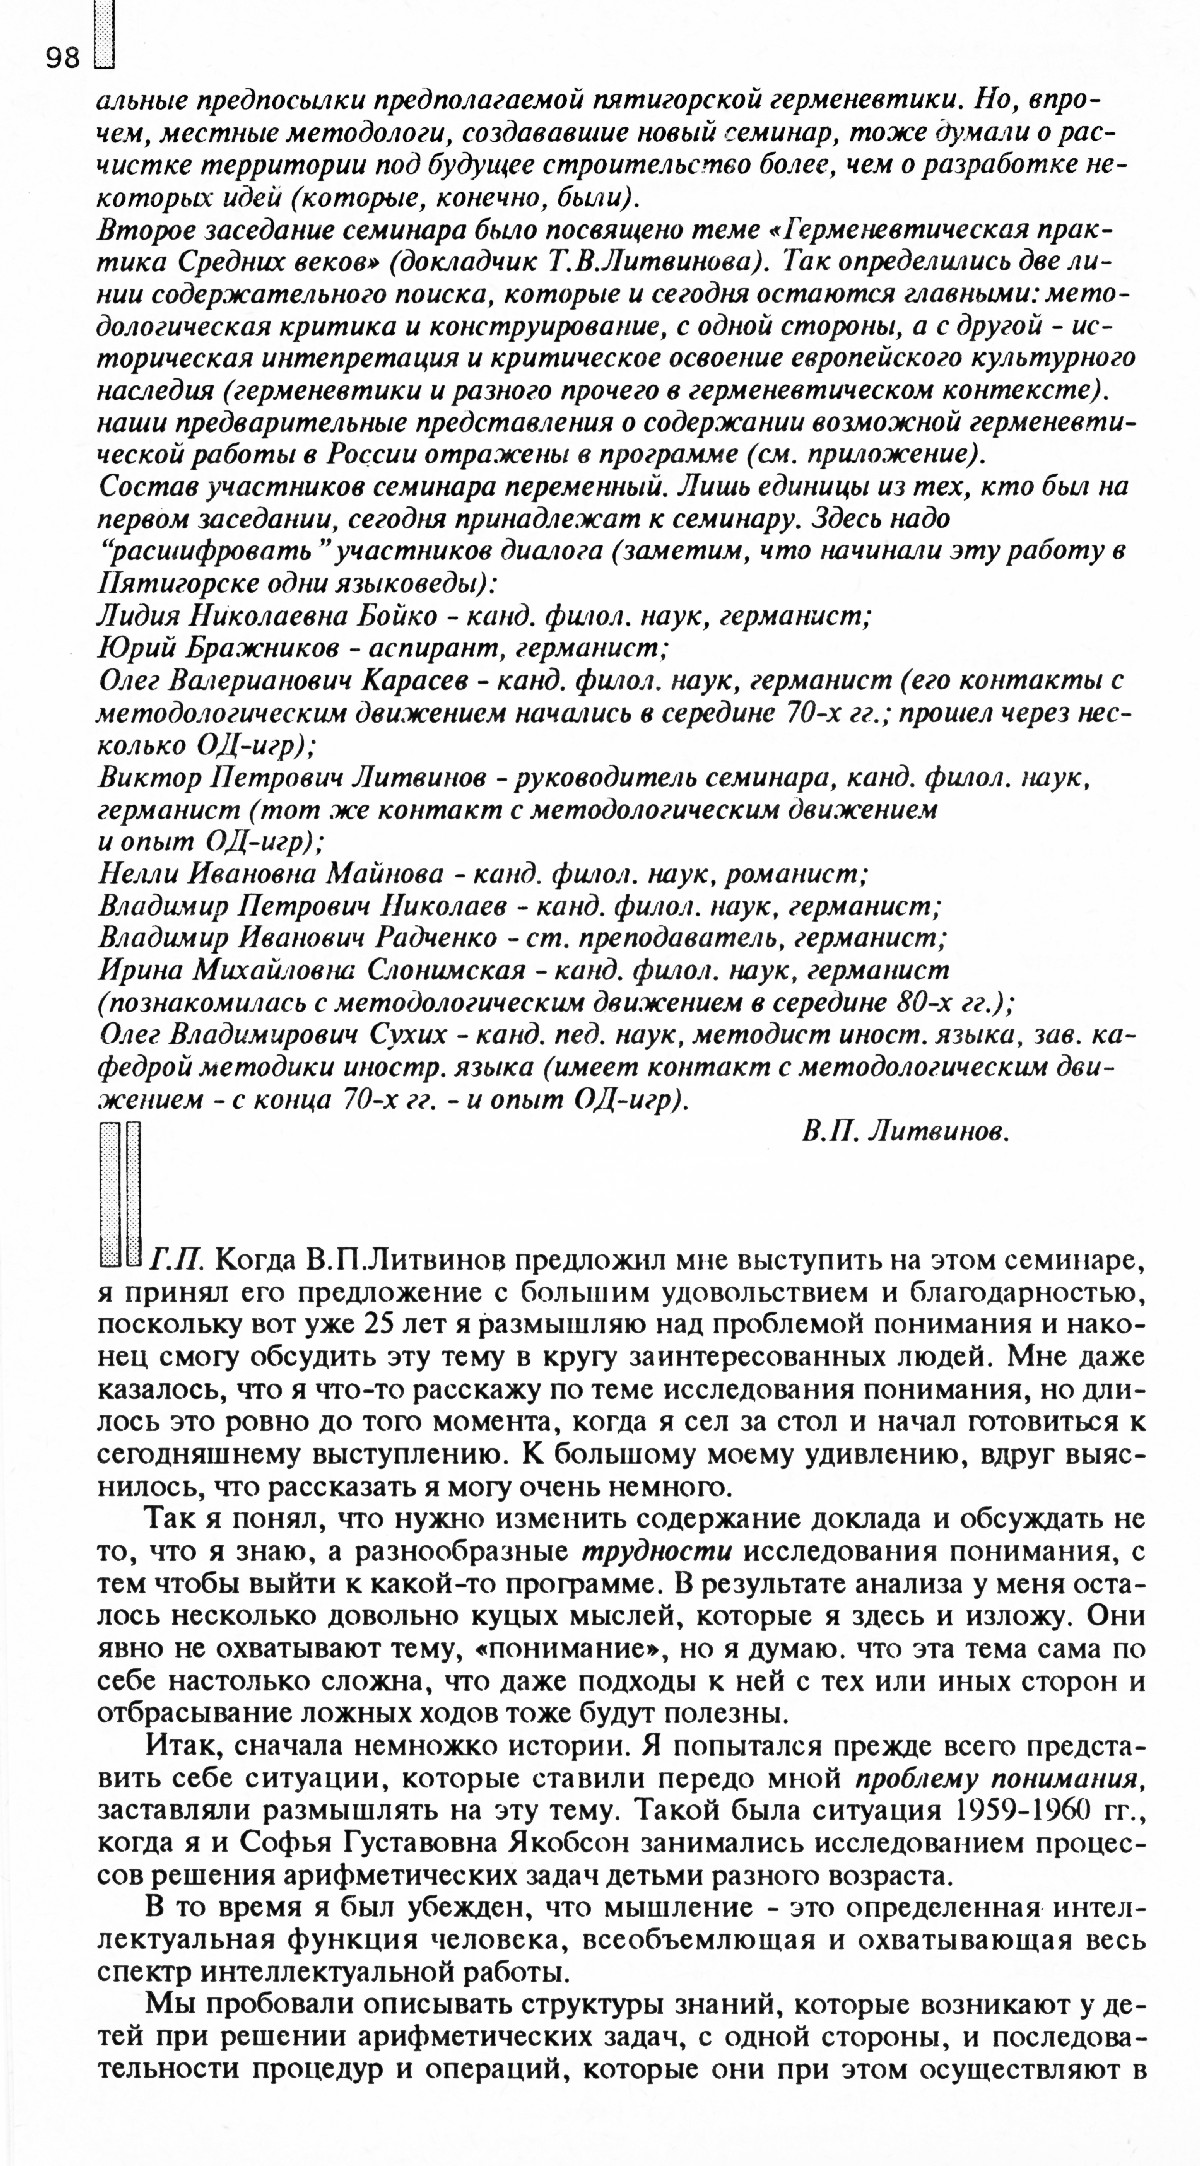 98
альные предпосылки предполагаемой пятигорской герменевтики. Но, впро-
чем, местные методологи, создававшие новый семинар, тоже думали о рас-
чистке территории под будущее строительство более, чем о разработке не-
которых идей (которые, конечно, были).
Второе заседание семинара было посвящено теме «Герменевтическая прак-
тика Средних веков» (докладчик Т.В.Литвинова). Так определились две ли-
нии содержательного поиска, которые и сегодня остаются главными: мето-
дологическая критика и конструирование, с одной стороны, а с другой - ис-
торическая интепретация и критическое освоение европейского культурного
наследия (герменевтики и разного прочего в герменевтическом контексте).
наши предварительные представления о содержании возможной герменевти-
ческой работы в России отражены в программе (см. приложение).
Состав участников семинара переменный. Лишь единицы из тех, кто был на
первом заседании, сегодня принадлежат к семинару. Здесь надо
“расшифровать ” участников диалога (заметим, что начинали эту работу в
Пятигорске одни языковеды):
Лидия Николаевна Бойко - канд. филол. наук, германист;
Юрий Бражников - аспирант, германист;
Олег Валерианович Карасев - канд. филол. наук, германист (его контакты с
методологическим движением начались в середине 70-х гг.; прошел через нес-
колько ОД-игр);
Виктор Петрович Литвинов - руководитель семинара, канд. филол. наук,
германист (тот же контакт с методологическим движением
и опыт ОД-игр);
Нелли Ивановна Майнова - канд. филол. наук, романист;
Владимир Петрович Николаев - канд. филол. наук, германист;
Владимир Иванович Радченко - ст. преподаватель, германист;
Ирина Михайловна Слонимская - канд. филол. наук, германист
(познакомилась с методологическим движением в середине 80-х гг.);
Олег Владимирович Сухих - канд. пед. наук, методист иност. языка, зав. ка-
федрой методики иностр. языка (имеет контакт с методологическим дви-
жением - с конца 70-х гг. - и опыт ОД-игр).
В.П. Литвинов.
Г.П. Когда В.П.Литвинов предложил мне выступить на этом семинаре,
я принял его предложение с большим удовольствием и благодарностью,
поскольку вот уже 25 лет я размышляю над проблемой понимания и нако-
нец смогу обсудить эту тему в кругу заинтересованных людей. Мне даже
казалось, что я что-то расскажу по теме исследования понимания, но дли-
лось это ровно до того момента, когда я сел за стол и начал готовиться к
сегодняшнему выступлению. К большому моему удивлению, вдруг выяс-
нилось, что рассказать я могу очень немного.
Так я понял, что нужно изменить содержание доклада и обсуждать не
то, что я знаю, а разнообразные трудности исследования понимания, с
тем чтобы выйти к какой-то программе. В результате анализа у меня оста-
лось несколько довольно куцых мыслей, которые я здесь и изложу. Они
явно не охватывают тему, «понимание», но я думаю. что эта тема сама по
себе настолько сложна, что даже подходы к ней с тех или иных сторон и
отбрасывание ложных ходов тоже будут полезны.
Итак, сначала немножко истории. Я попытался прежде всего предста-
вить себе ситуации, которые ставили передо мной проблему понимания,
заставляли размышлять на эту тему. Такой была ситуация 1959-1960 гг.,
когда я и Софья Густавовна Якобсон занимались исследованием процес-
сов решения арифметических задач детьми разного возраста.
В то время я был убежден, что мышление - это определенная интел-
лектуальная функция человека, всеобъемлющая и охватывающая весь
спектр интеллектуальной работы.
Мы пробовали описывать структуры знаний, которые возникают у де-
тей при решении арифметических задач, с одной стороны, и последова-
тельности процедур и операций, которые они при этом осуществляют в